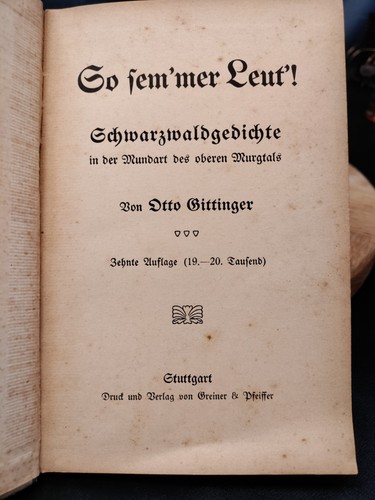 So sem'mer Leut'!
Schwarzwaldgedichte
in der Mundart des oberen Murgtals
Von Otto Gittinger
Zehnte Auflage (19.—20. Tausend)
Stuttgart
Druck und Verlag von Greiner & Pfeiffer